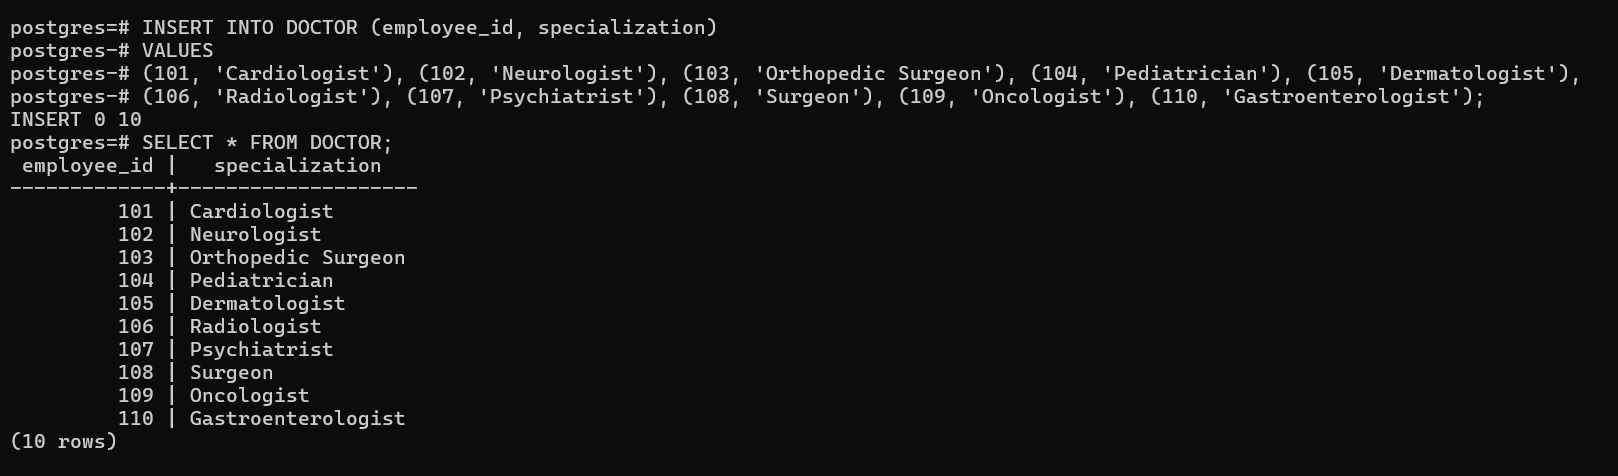 postgres=# INSERT INTO DOCTOR (employee_id, specialization)
postgres-# VALUES
postgres-# (101, 'Cardiologist'), (102, 'Neurologist'), (103, 'Orthopedic Surgeon'), (104, 'Pediatrician'), (105, 'Dermatologist'),
postgres-# (106, 'Radiologist'), (107, 'Psychiatrist'), (108, 'Surgeon'), (109, 'Oncologist'), (110, 'Gastroenterologist');
INSERT 0 10
postgres=# SELECT * FROM DOCTOR;
 employee_id |   specialization
-------------+--------------------
         101 | Cardiologist
         102 | Neurologist
         103 | Orthopedic Surgeon
         104 | Pediatrician
         105 | Dermatologist
         106 | Radiologist
         107 | Psychiatrist
         108 | Surgeon
         109 | Oncologist
         110 | Gastroenterologist
(10 rows)